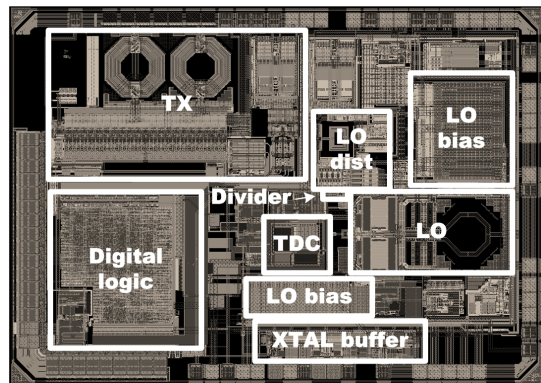 TX
LO
bias
LO
dist
Divider→
LO
TDC
Digital
logic
LO bias
XTAL buffer